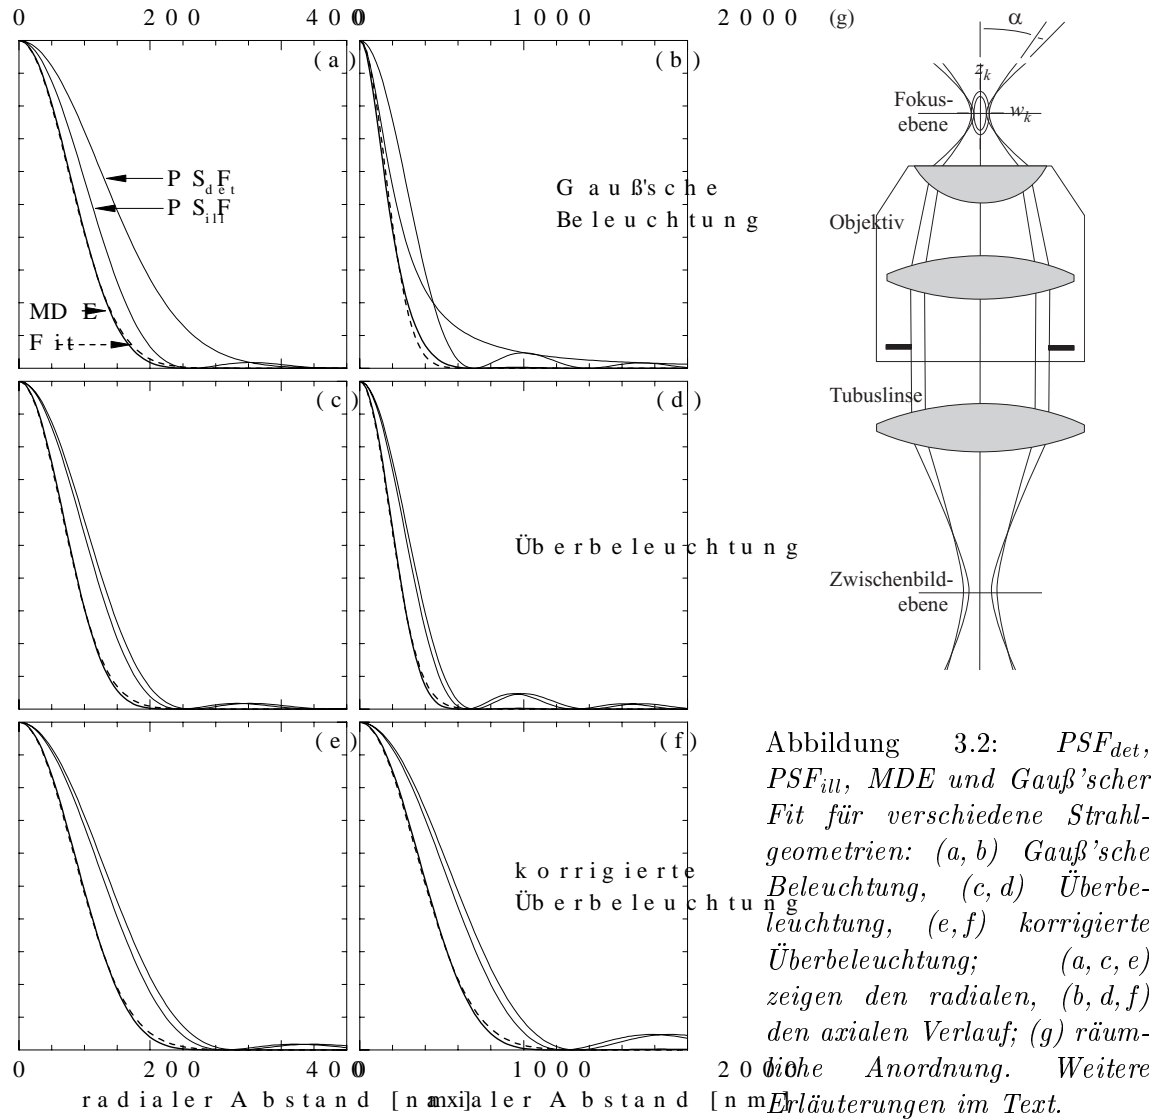 0 200 400
0 1000 2000
(a)
PSF_det
PSF_ill
MDE
Fit
(b)
Gauß'sche
Beleuchtung
(c)
(d)
Überbeleuchtung
(e)
(f)
korrigierte
Überbeleuchtung
0 200 400
0 1000 2000
radialer Abstand [nm]
axialer Abstand [nm]
(g)
α
z_k
Fokus-
ebene
w_k
Objektiv
Tubuslinse
Zwischenbild-
ebene
Abbildung 3.2: PSF_det,
PSF_ill, MDE und Gauß'scher
Fit für verschiedene Strahl-
geometrien: (a, b) Gauß'sche
Beleuchtung, (c, d) Überbe-
leuchtung, (e, f) korrigierte
Überbeleuchtung; (a, c, e)
zeigen den radialen, (b, d, f)
den axialen Verlauf; (g) räum-
liche Anordnung. Weitere
Erläuterungen im Text.